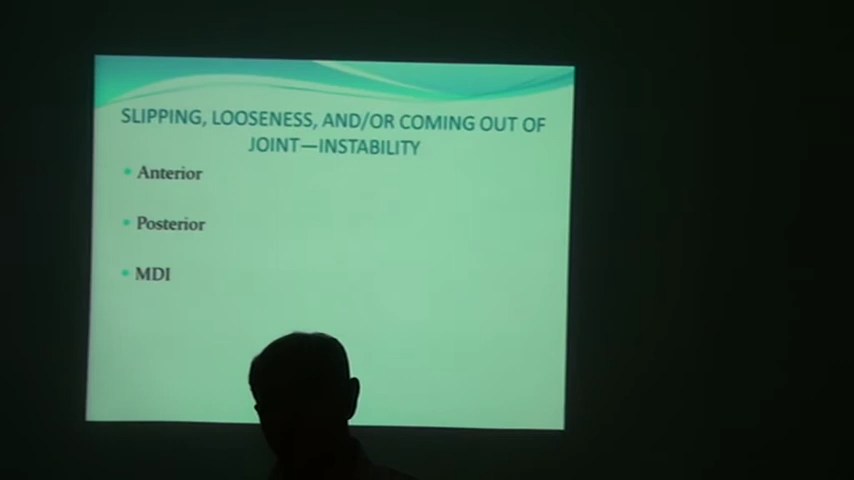 SLIPPING, LOOSENESS, AND/OR COMING OUT OF
JOINT—INSTABILITY
• Anterior
• Posterior
• MDI